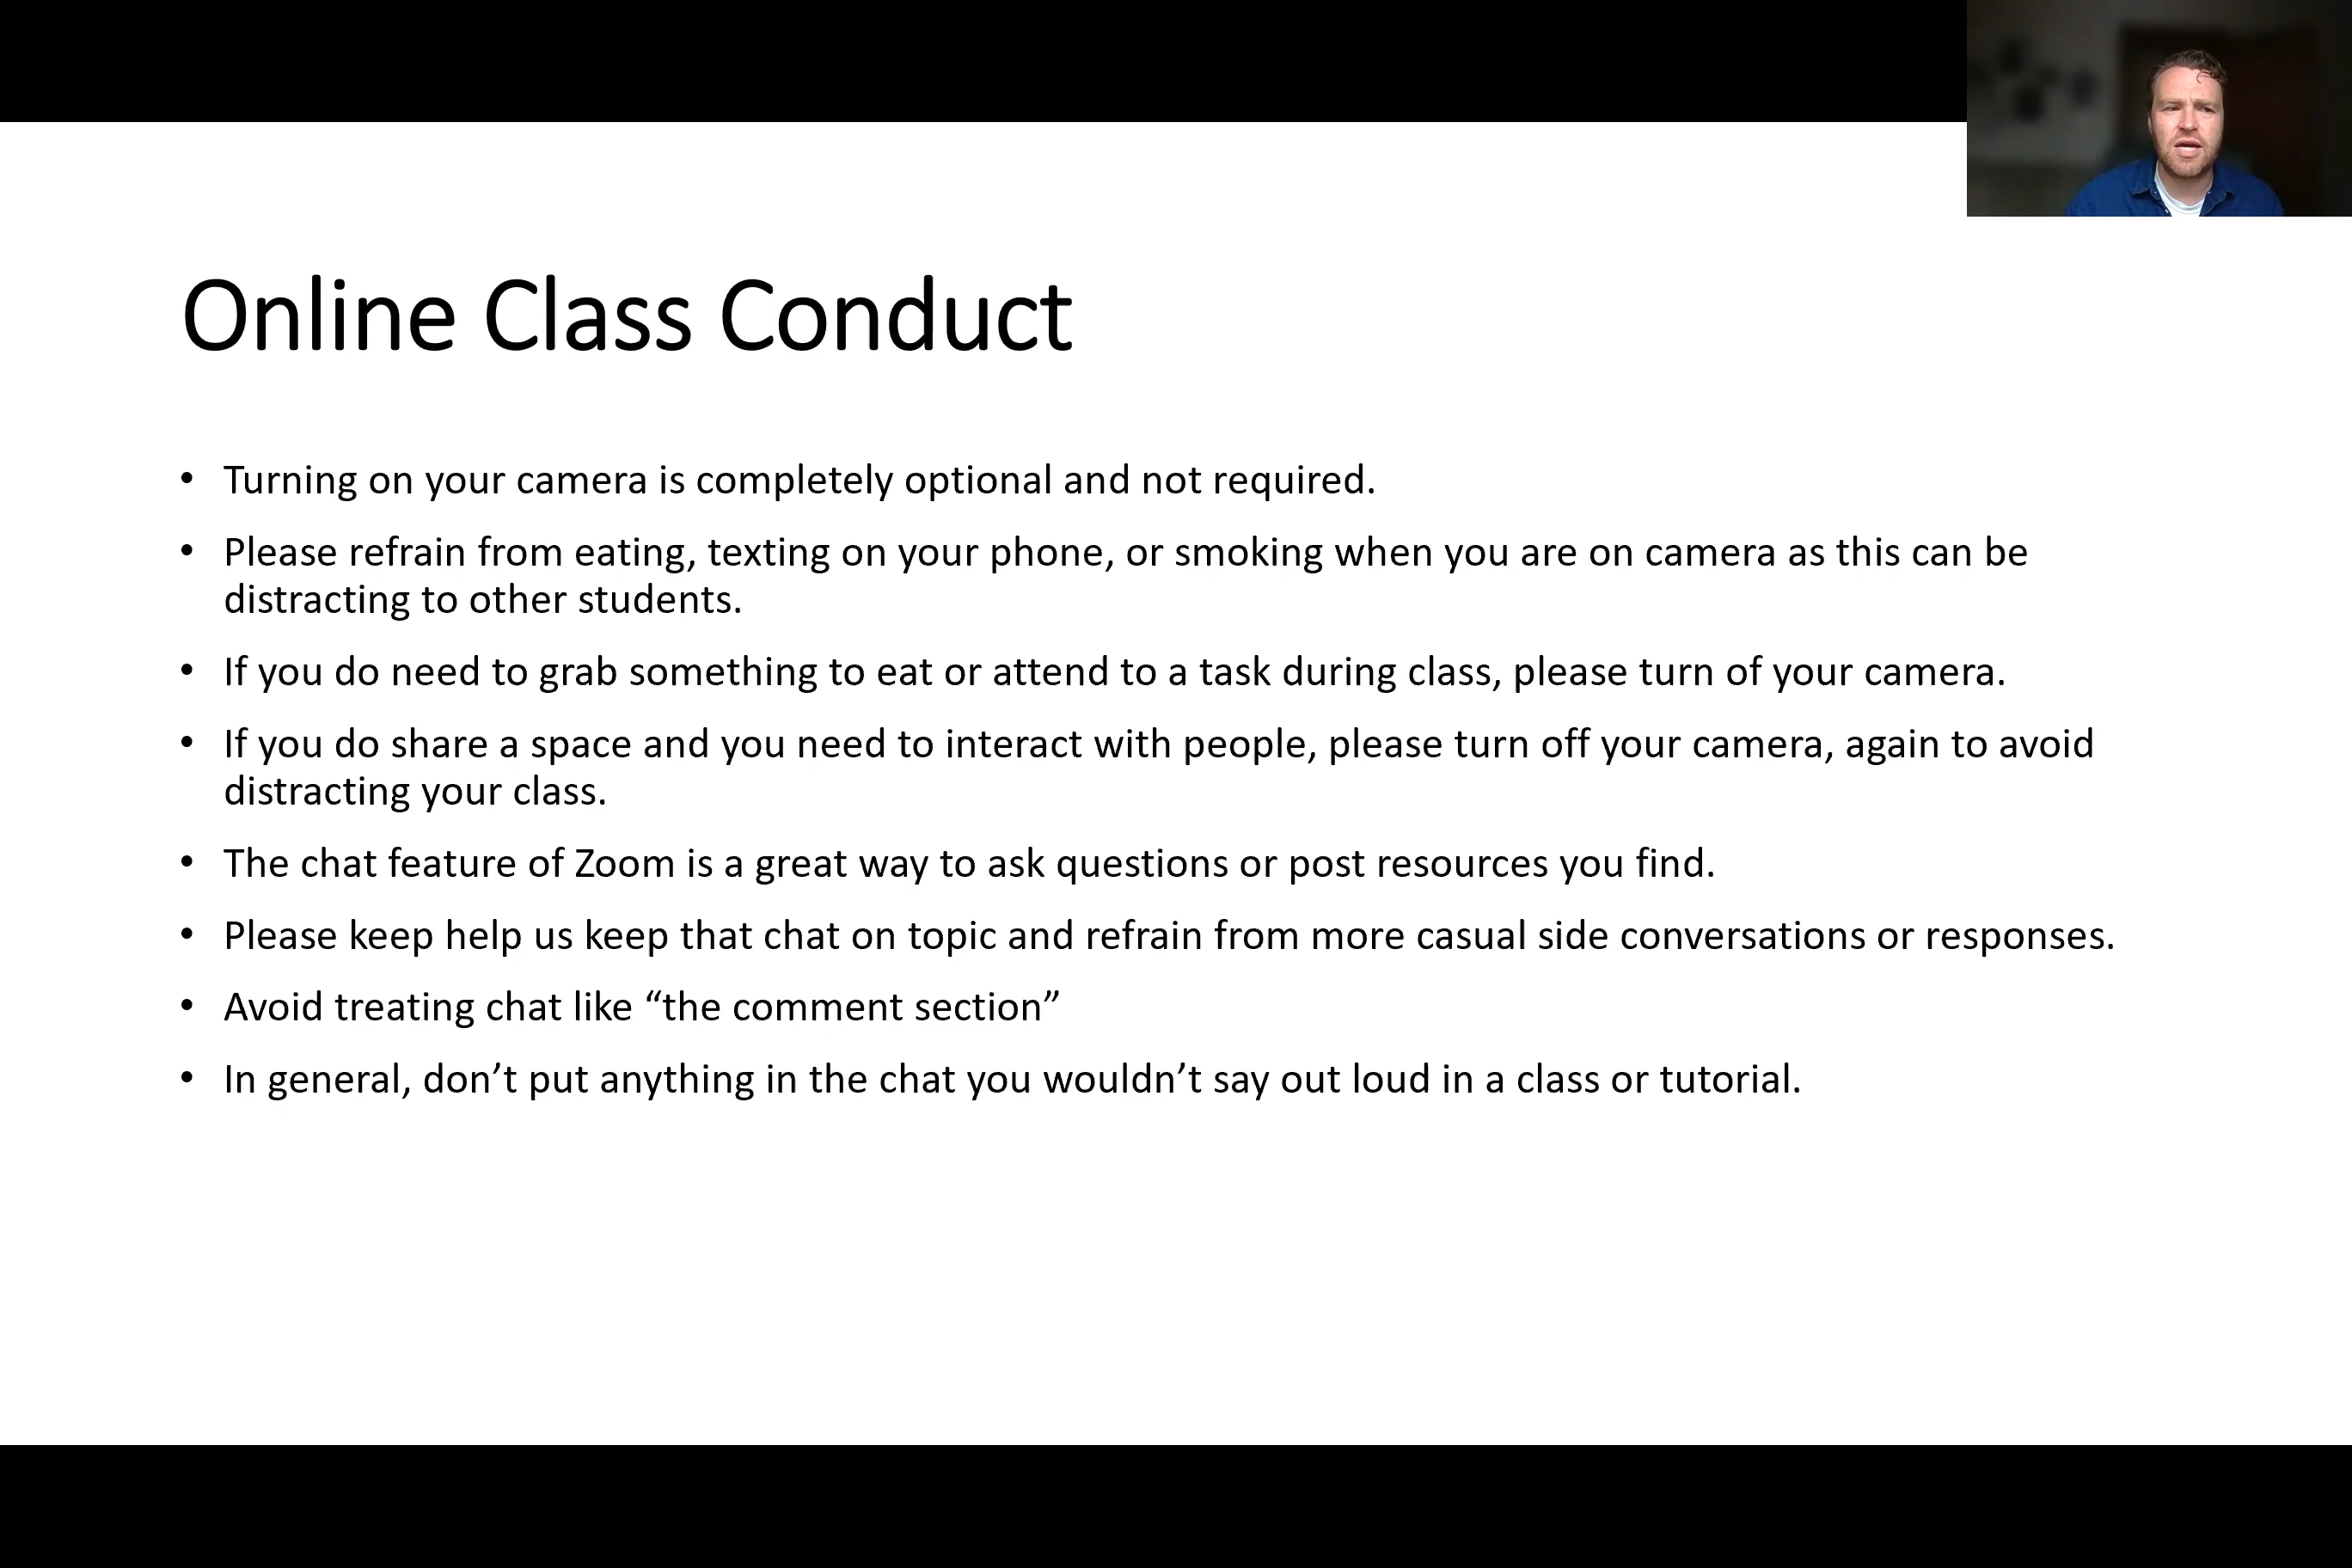 Online Class Conduct
• Turning on your camera is completely optional and not required.
• Please refrain from eating, texting on your phone, or smoking when you are on camera as this can be
distracting to other students.
• If you do need to grab something to eat or attend to a task during class, please turn of your camera.
• If you do share a space and you need to interact with people, please turn off your camera, again to avoid
distracting your class.
• The chat feature of Zoom is a great way to ask questions or post resources you find.
• Please keep help us keep that chat on topic and refrain from more casual side conversations or responses.
• Avoid treating chat like “the comment section”
• In general, don’t put anything in the chat you wouldn’t say out loud in a class or tutorial.